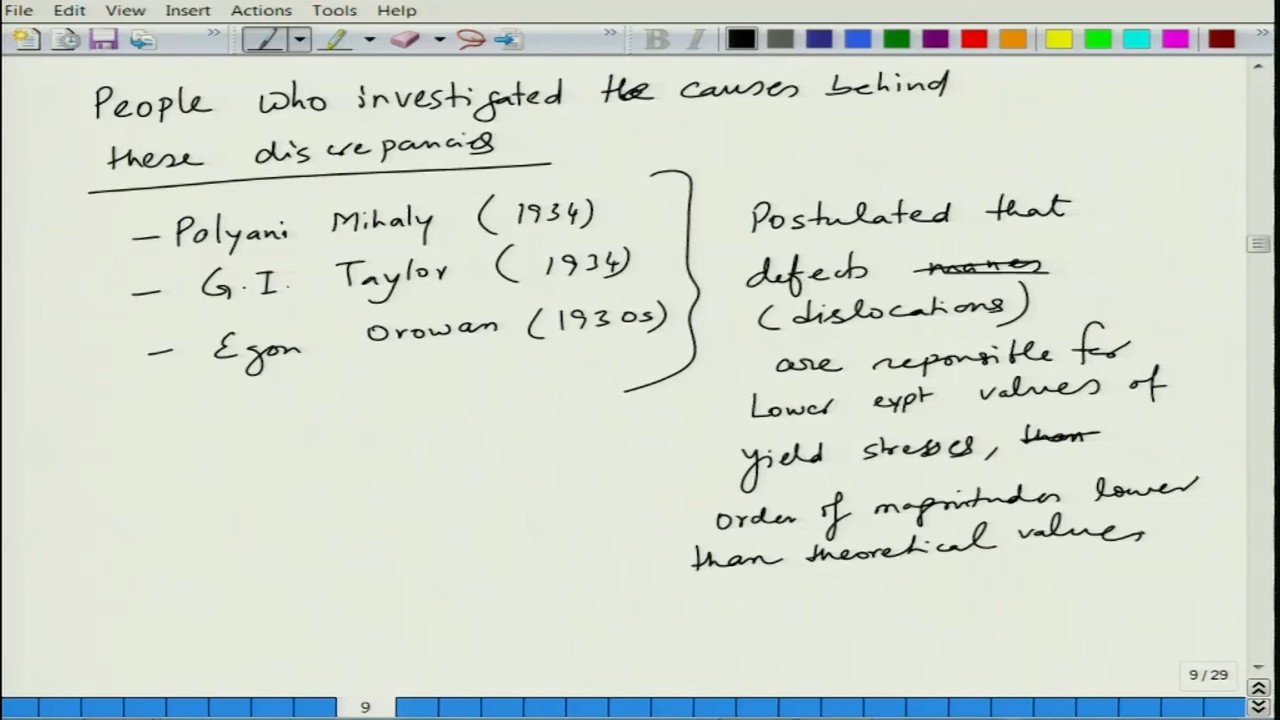 File Edit View Insert Actions Tools Help
B I
People who investigated the causes behind
these discrepancies
- Polyani Mihaly (1934)
- G.I. Taylor (1934)
- Egon Orowan (1930s)
Postulated that
defects
(dislocations)
are reponsible for
Lower expt values of
yield stresses, than
order of magnitudes lower
than theoretical values
9 / 29
9